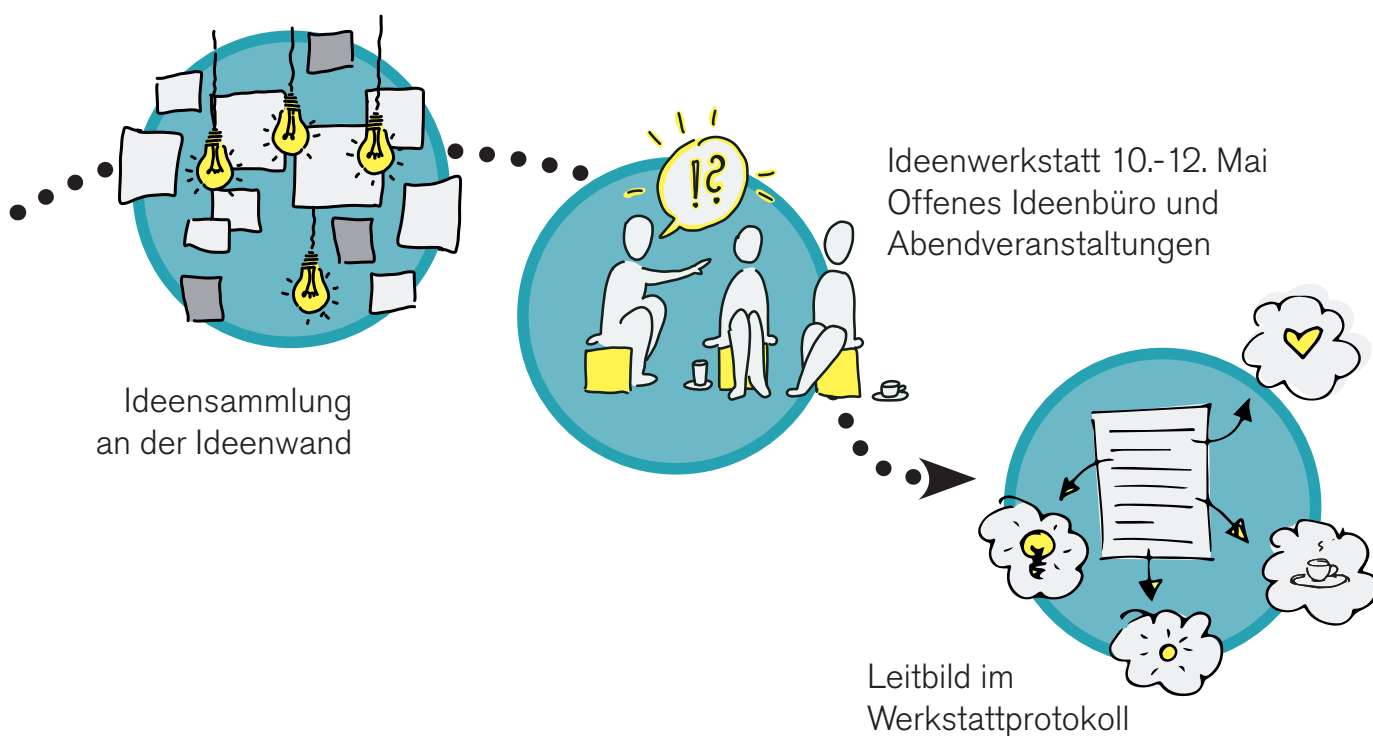 !?
Ideenwerkstatt 10.-12. Mai
Offenes Ideenbüro und
Abendveranstaltungen
Ideensammlung
an der Ideenwand
Leitbild im
Werkstattprotokoll